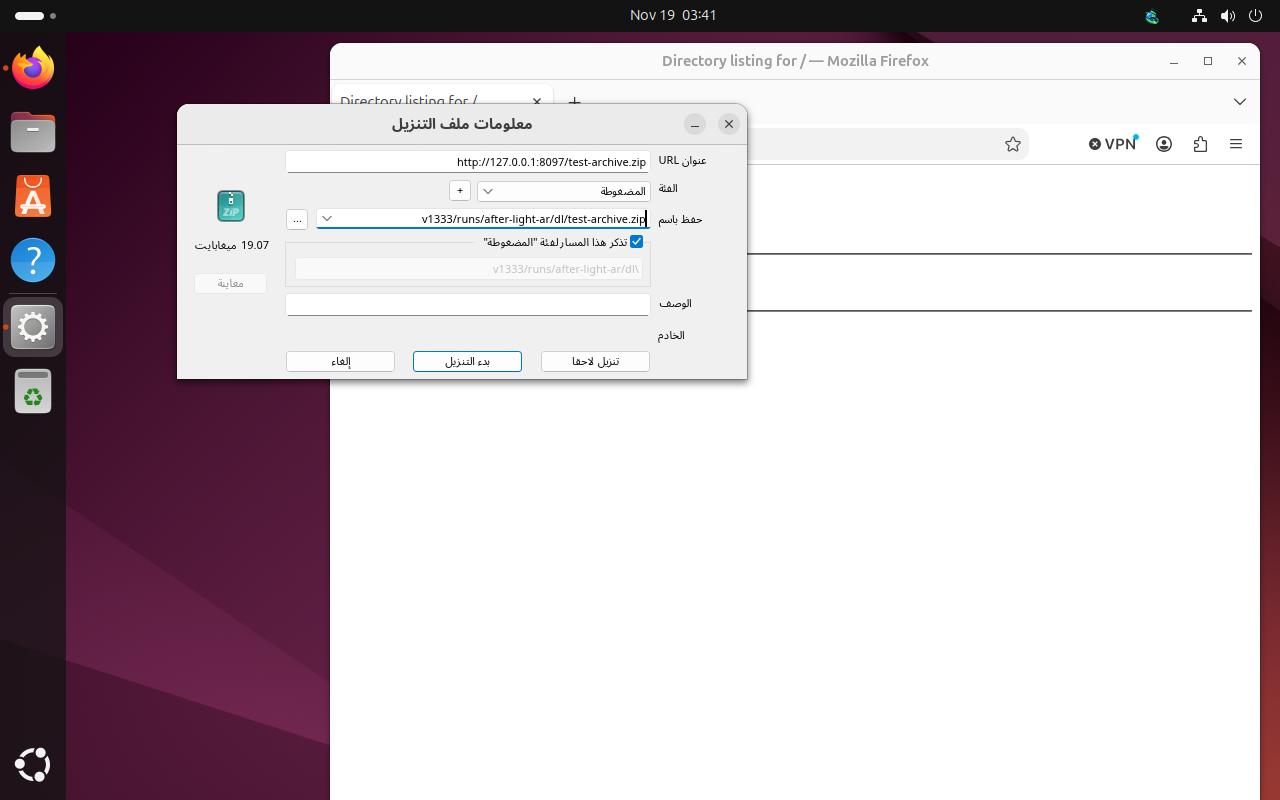 Nov 19 03:41
Directory listing for / — Mozilla Firefox
Directory listing for /
VPN
معلومات ملف التنزيل
عنوان URL
http://127.0.0.1:8097/test-archive.zip
الفئة
المضغوطة
+
حفظ باسم
v1333/runs/after-light-ar/dl/test-archive.zip
...
تذكر هذا المسار لفئة "المضغوطة"
v1333/runs/after-light-ar/dl\
ZiP
19.07 ميغابايت
معاينة
الوصف
الخادم
تنزيل لاحقا
بدء التنزيل
إلغاء